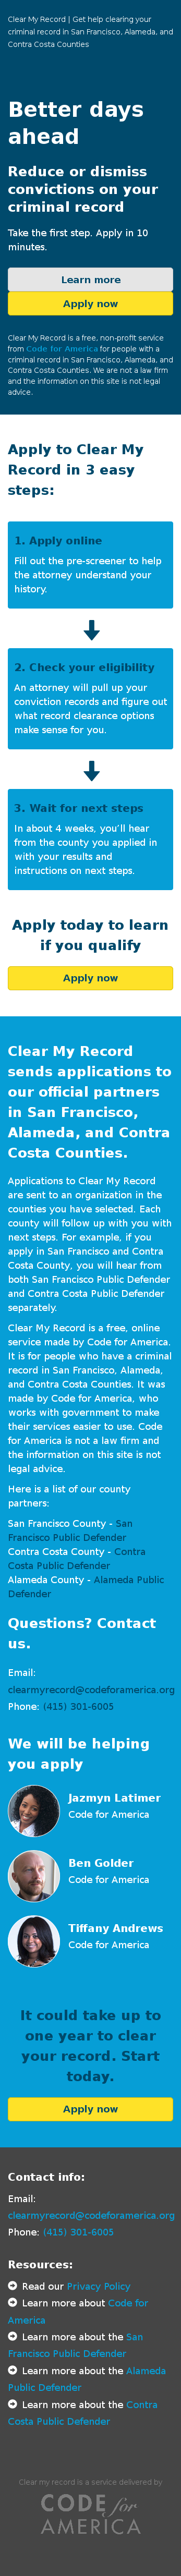 Clear My Record | Get help clearing your
criminal record in San Francisco, Alameda, and
Contra Costa Counties
Better days
ahead
Reduce or dismiss
convictions on your
criminal record
Take the first step. Apply in 10
minutes.
Learn more
Apply now
Clear My Record is a free, non-profit service
from Code for America for people with a
criminal record in San Francisco, Alameda, and
Contra Costa Counties. We are not a law firm
and the information on this site is not legal
advice.
Apply to Clear My
Record in 3 easy
steps:
1. Apply online
Fill out the pre-screener to help
the attorney understand your
history.
2. Check your eligibility
An attorney will pull up your
conviction records and figure out
what record clearance options
make sense for you.
3. Wait for next steps
In about 4 weeks, you’ll hear
from the county you applied in
with your results and
instructions on next steps.
Apply today to learn
if you qualify
Apply now
Clear My Record
sends applications to
our official partners
in San Francisco,
Alameda, and Contra
Costa Counties.
Applications to Clear My Record
are sent to an organization in the
counties you have selected. Each
county will follow up with you with
next steps. For example, if you
apply in San Francisco and Contra
Costa County, you will hear from
both San Francisco Public Defender
and Contra Costa Public Defender
separately.
Clear My Record is a free, online
service made by Code for America.
It is for people who have a criminal
record in San Francisco, Alameda,
and Contra Costa Counties. It was
made by Code for America, who
works with government to make
their services easier to use. Code
for America is not a law firm and
the information on this site is not
legal advice.
Here is a list of our county
partners:
San Francisco County - San
Francisco Public Defender
Contra Costa County - Contra
Costa Public Defender
Alameda County - Alameda Public
Defender
Questions? Contact
us.
Email:
clearmyrecord@codeforamerica.org
Phone: (415) 301-6005
We will be helping
you apply
Jazmyn Latimer
Code for America
Ben Golder
Code for America
Tiffany Andrews
Code for America
It could take up to
one year to clear
your record. Start
today.
Apply now
Contact info:
Email:
clearmyrecord@codeforamerica.org
Phone: (415) 301-6005
Resources:
Read our Privacy Policy
Learn more about Code for
America
Learn more about the San
Francisco Public Defender
Learn more about the Alameda
Public Defender
Learn more about the Contra
Costa Public Defender
Clear my record is a service delivered by
CODE for
AMERICA